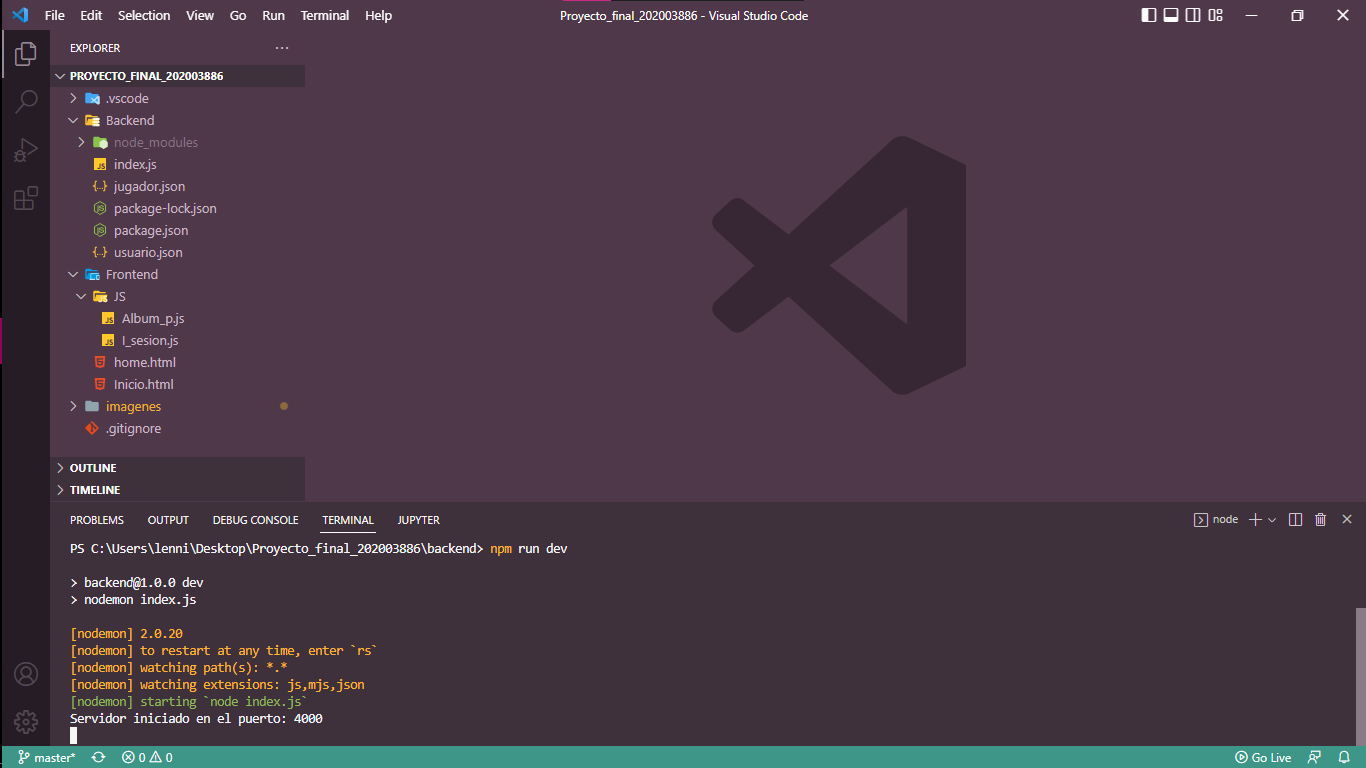 File Edit Selection View Go Run Terminal Help
Proyecto_final_202003886 - Visual Studio Code
EXPLORER
PROYECTO_FINAL_202003886
.vscode
Backend
node_modules
index.js
jugador.json
package-lock.json
package.json
usuario.json
Frontend
JS
Album_p.js
I_sesion.js
home.html
Inicio.html
imagenes
.gitignore
OUTLINE
TIMELINE
PROBLEMS OUTPUT DEBUG CONSOLE TERMINAL JUPYTER
node
PS C:\Users\lenni\Desktop\Proyecto_final_202003886\backend> npm run dev
> backend@1.0.0 dev
> nodemon index.js
[nodemon] 2.0.20
[nodemon] to restart at any time, enter `rs`
[nodemon] watching path(s): *.*
[nodemon] watching extensions: js,mjs,json
[nodemon] starting `node index.js`
Servidor iniciado en el puerto: 4000
master* 0 0
Go Live